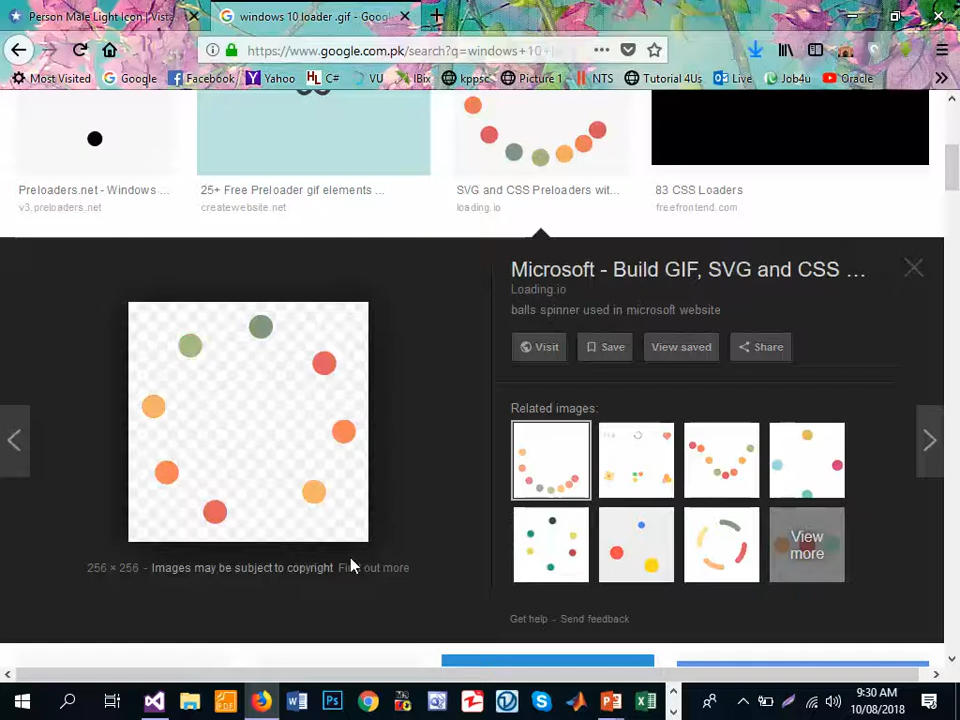 Person Male Light Icon | Vista
windows 10 loader .gif - Goog
https://www.google.com.pk/search?q=windows+10+l
Most Visited Google Facebook Yahoo C# VU IBix kppsc Picture 1 NTS Tutorial 4Us Live Job4u Oracle
Preloaders.net - Windows ...
v3.preloaders.net
25+ Free Preloader gif elements ...
createwebsite.net
SVG and CSS Preloaders wit...
loading.io
83 CSS Loaders
freefrontend.com
Microsoft - Build GIF, SVG and CSS ...
Loading.io
balls spinner used in microsoft website
Visit Save View saved Share
Related images:
View
more
256 × 256 - Images may be subject to copyright Find out more
Get help - Send feedback
9:30 AM
10/08/2018